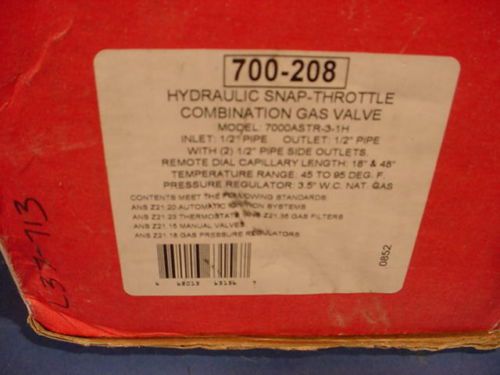 700-208
HYDRAULIC SNAP-THROTTLE
COMBINATION GAS VALVE
MODEL: 7000ASTR-3-1H
INLET: 1/2" PIPE OUTLET: 1/2" PIPE
WITH (2) 1/2" PIPE SIDE OUTLETS
REMOTE DIAL CAPILLARY LENGTH: 18" & 48"
TEMPERATURE RANGE: 45 TO 95 DEG. F.
PRESSURE REGULATOR: 3.5" W.C. NAT. GAS
CONTENTS MEET THE FOLLOWING STANDARDS:
ANS Z21.20 AUTOMATIC IGNITION SYSTEMS
ANS Z21.23 THERMOSTATS ANS Z21.35 GAS FILTERS
ANS Z21.15 MANUAL VALVES
ANS Z21.18 GAS PRESSURE REGULATORS
0852
L37-713